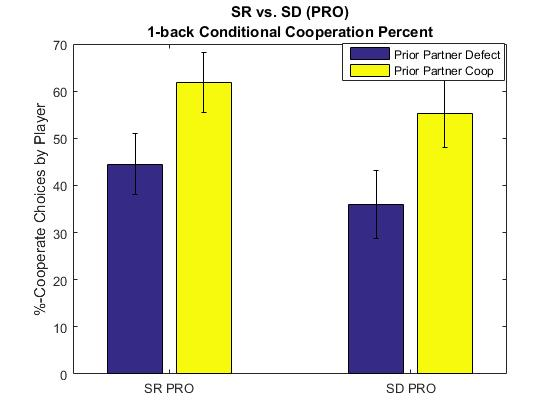 SR vs. SD (PRO)
1-back Conditional Cooperation Percent
Prior Partner Defect
Prior Partner Coop
%-Cooperate Choices by Player
70
60
50
40
30
20
10
0
SR PRO
SD PRO